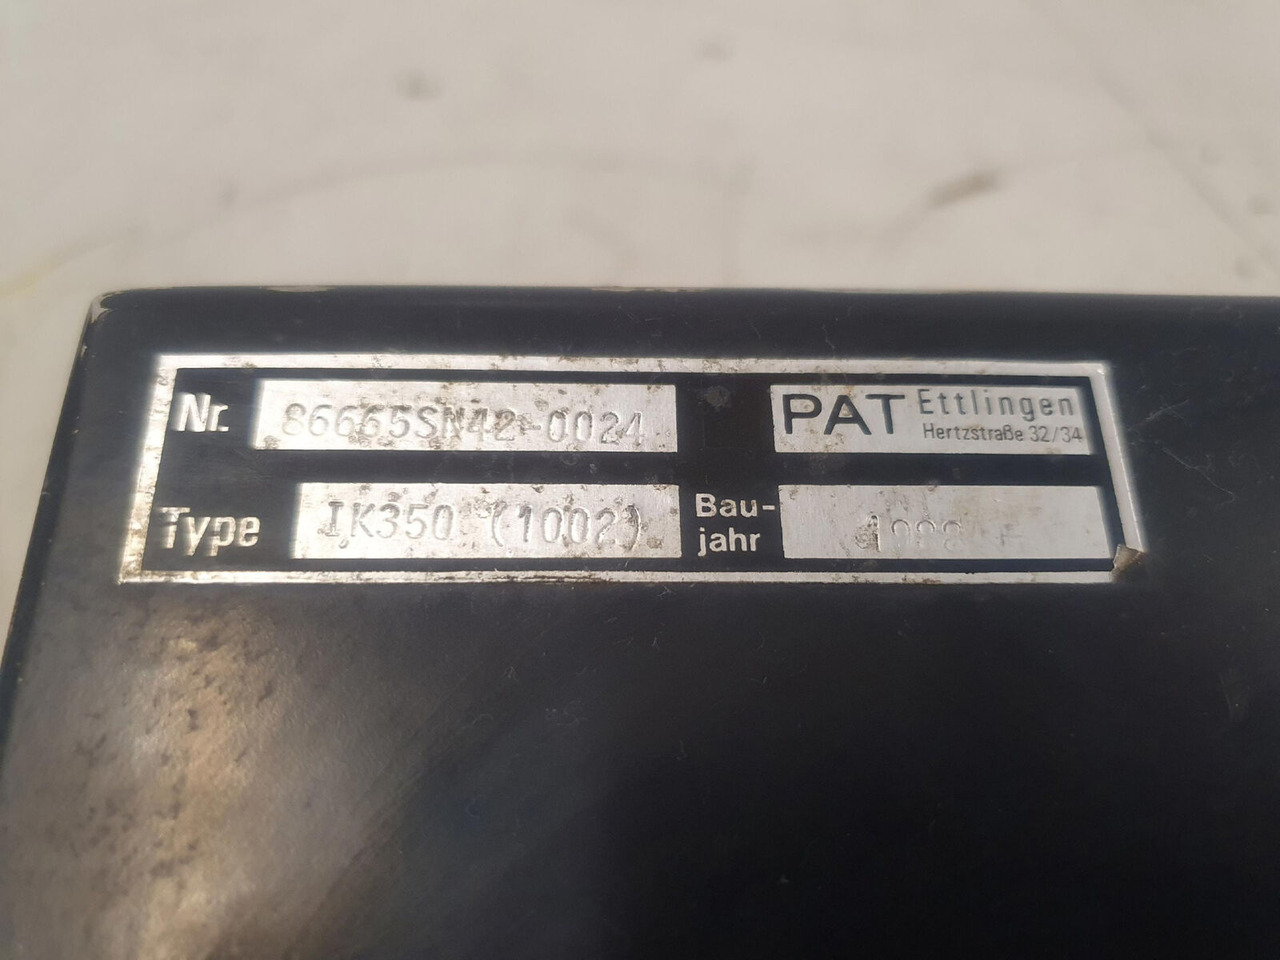 Nr. 86665SN42-0024
PAT Ettlingen
Hertzstraße 32/34
Type IK350 (1002)
Bau-
jahr